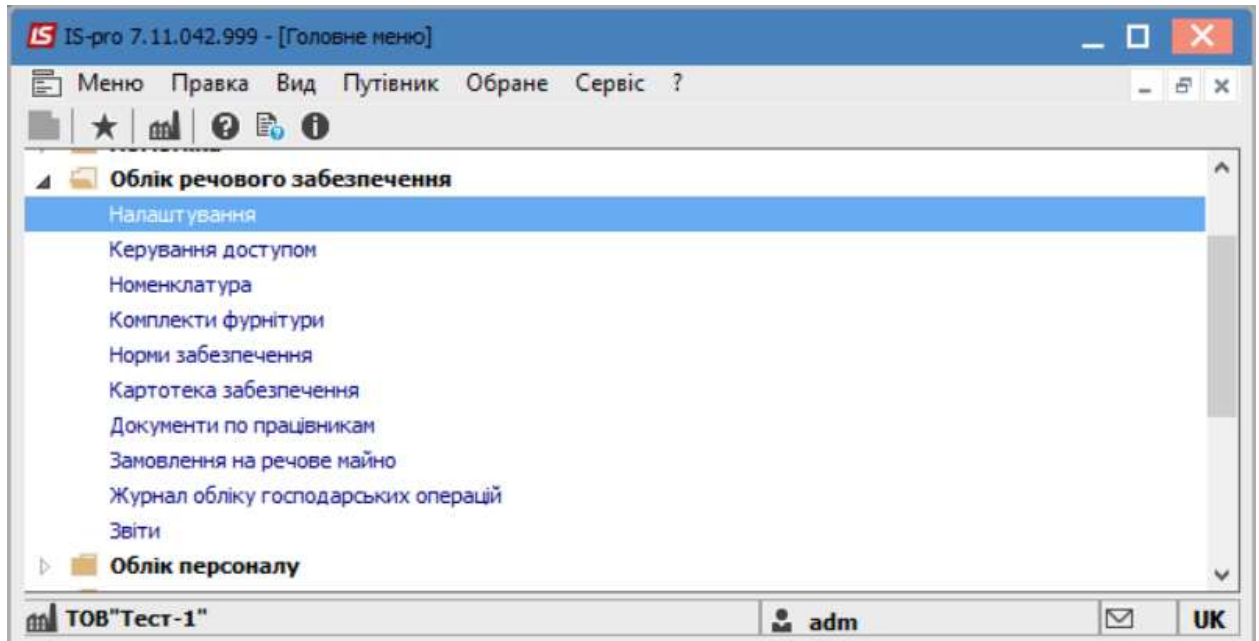 IS IS-pro 7.11.042.999 - [Головне меню]
Меню Правка Вид Путівник Обране Сервіс ?
Облік речового забезпечення
Налаштування
Керування доступом
Номенклатура
Комплекти фурнітури
Норми забезпечення
Картотека забезпечення
Документи по працівникам
Замовлення на речове майно
Журнал обліку господарських операцій
Звіти
Облік персоналу
ТОВ"Тест-1" adm UK